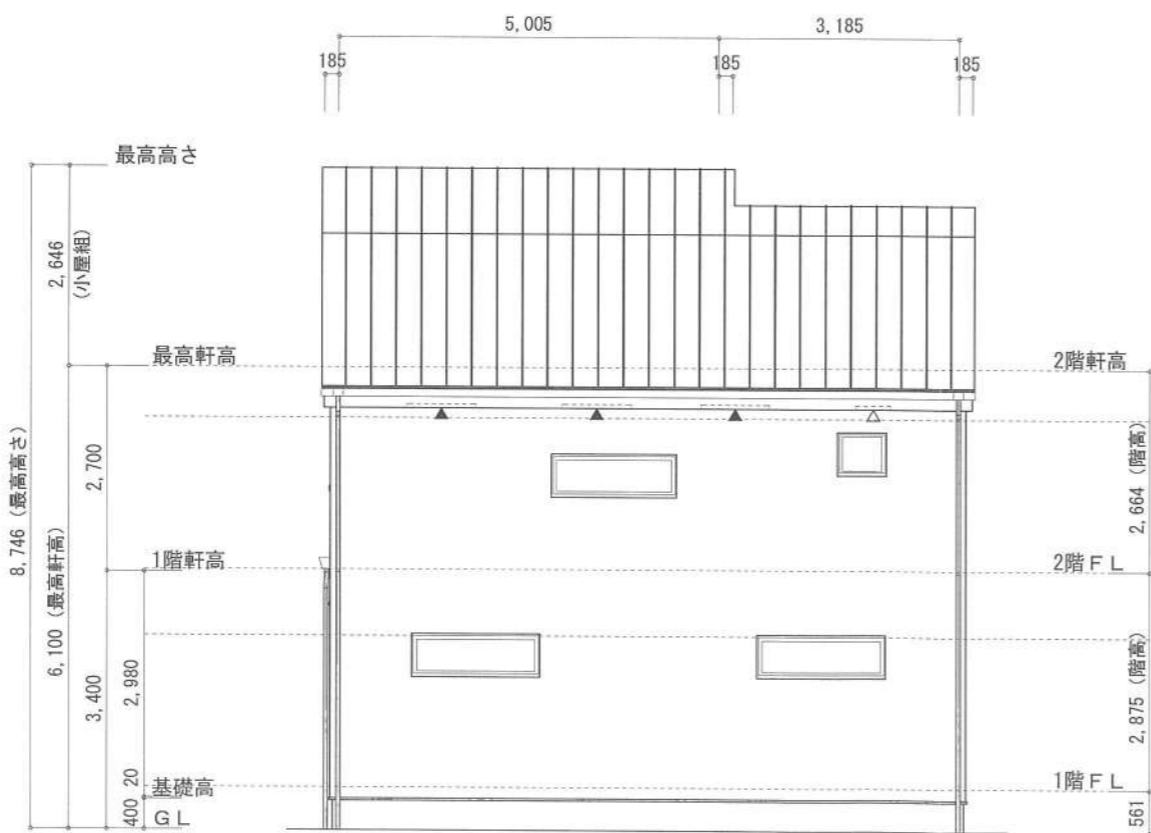 5,005
3,185
185
185
185
最高高さ
2,646
(小屋組)
最高軒高
2階軒高
8,746 (最高高さ)
6,100 (最高軒高)
2,700
2,664 (階高)
1階軒高
2階ＦＬ
3,400
2,980
2,875 (階高)
20
基礎高
1階ＦＬ
400
ＧＬ
561